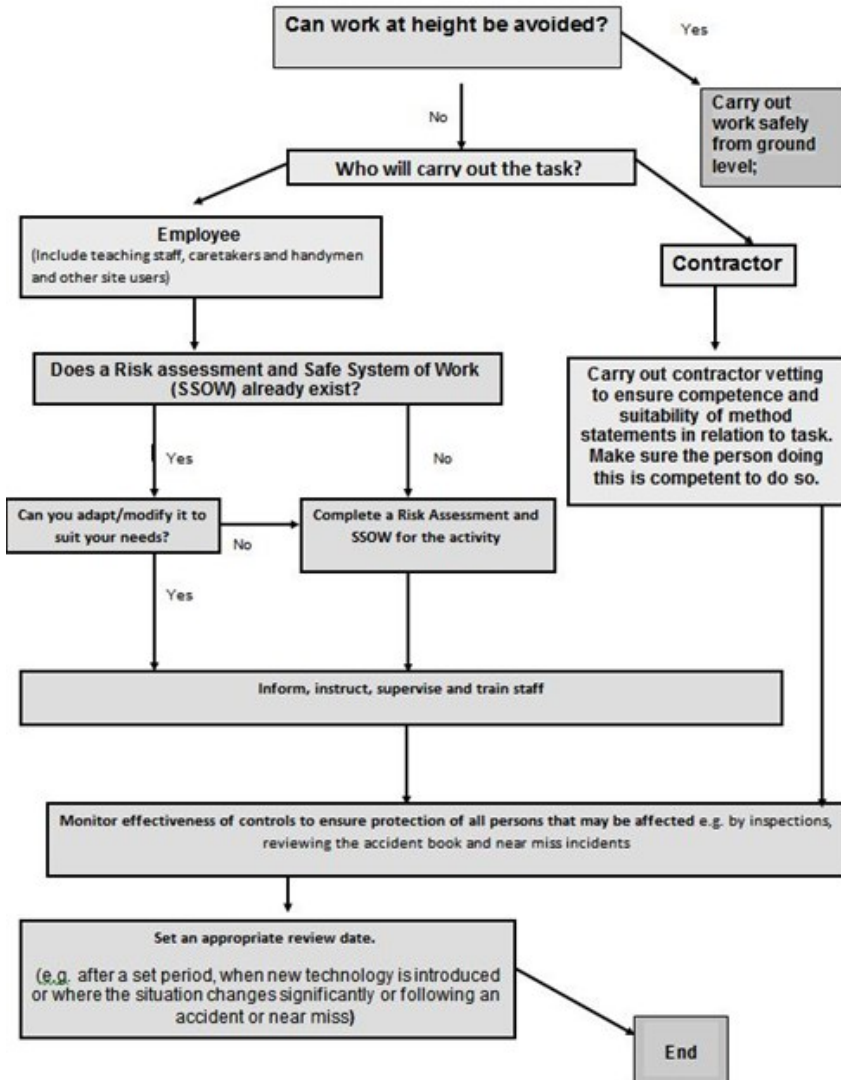 Can work at height be avoided?
Yes
Carry out
work safely
from ground
level;
No
Who will carry out the task?
Employee
(Include teaching staff, caretakers and handymen
and other site users)
Contractor
Does a Risk assessment and Safe System of Work
(SSOW) already exist?
Carry out contractor vetting
to ensure competence and
suitability of method
statements in relation to task.
Make sure the person doing
this is competent to do so.
Yes
No
Can you adapt/modify it to
suit your needs?
No
Complete a Risk Assessment and
SSOW for the activity
Yes
Inform, instruct, supervise and train staff
Monitor effectiveness of controls to ensure protection of all persons that may be affected e.g. by inspections,
reviewing the accident book and near miss incidents
Set an appropriate review date.
(e.g. after a set period, when new technology is introduced
or where the situation changes significantly or following an
accident or near miss)
End